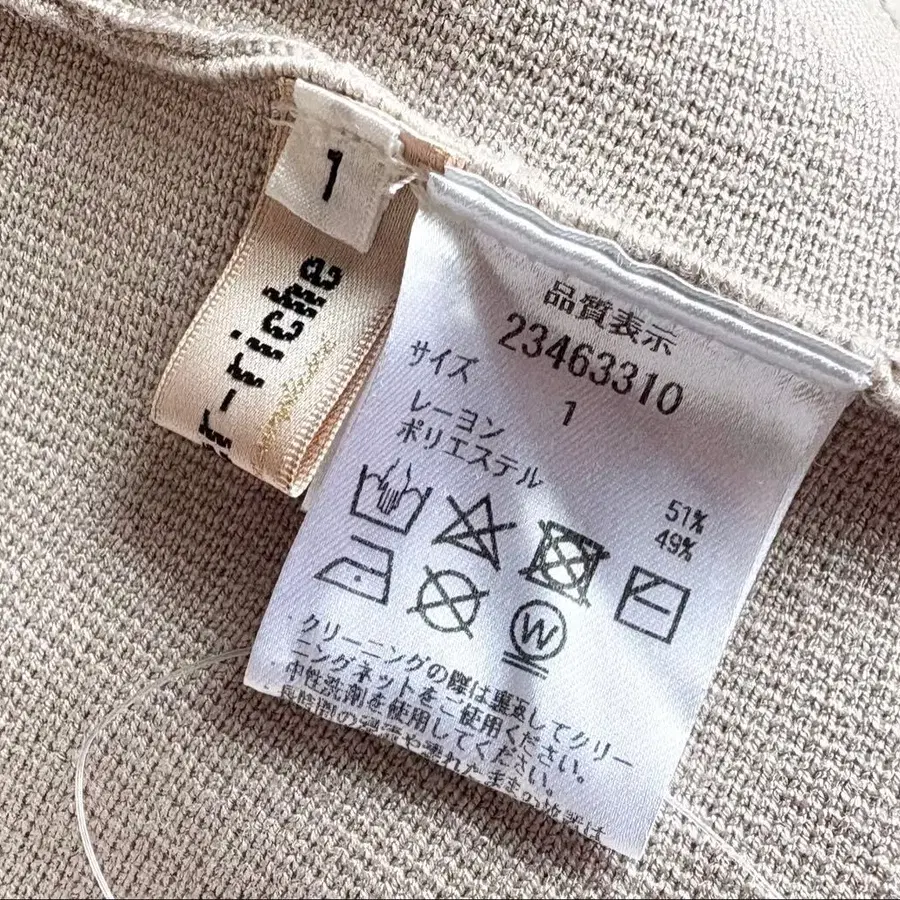 1
r-riche
品質表示
23463310
サイズ 1
レーヨン 51%
ポリエステル 49%
W
クリーニングの際は裏返してクリー
ニングネットをご使用ください。
中性洗剤を使用してください。